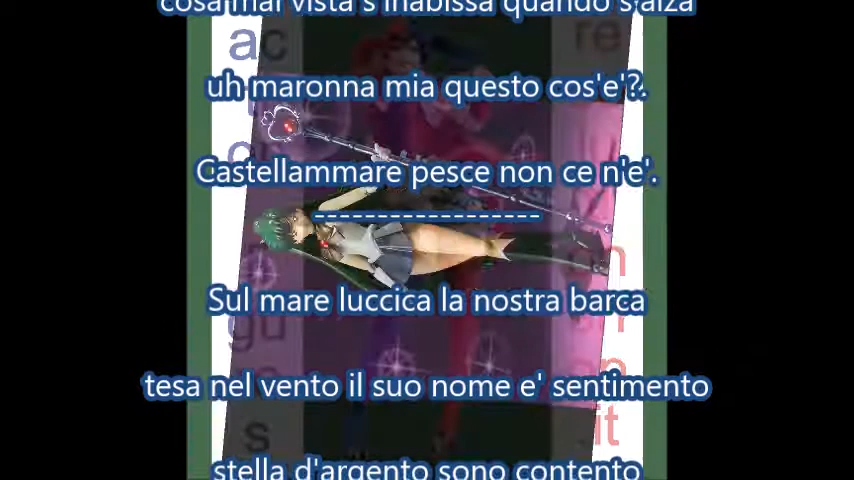 cosa mai vista s'inabissa quando s'alza
uh maronna mia questo cos'e'?.
Castellammare pesce non ce n'e'.
------------------
Sul mare luccica la nostra barca
tesa nel vento il suo nome e' sentimento
stella d'argento sono contento